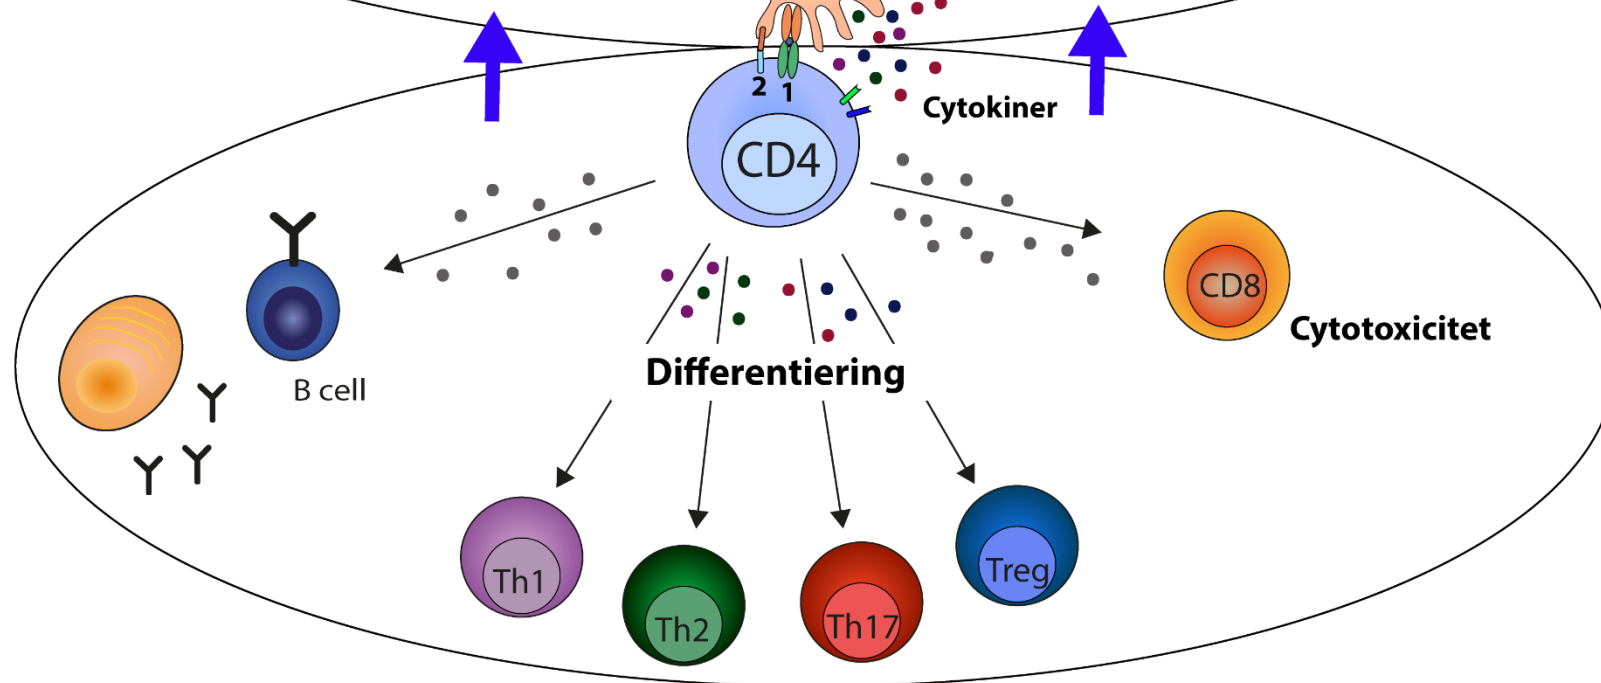 2 1
Cytokiner
CD4
CD8
Cytotoxicitet
B cell
Differentiering
Th1
Th2
Th17
Treg